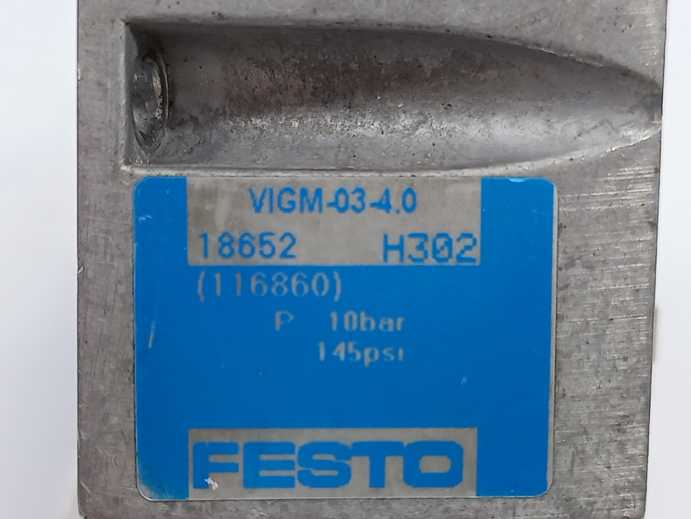 VIGM-03-4.0
18652 H302
(116860)
P 10bar
145psi
FESTO